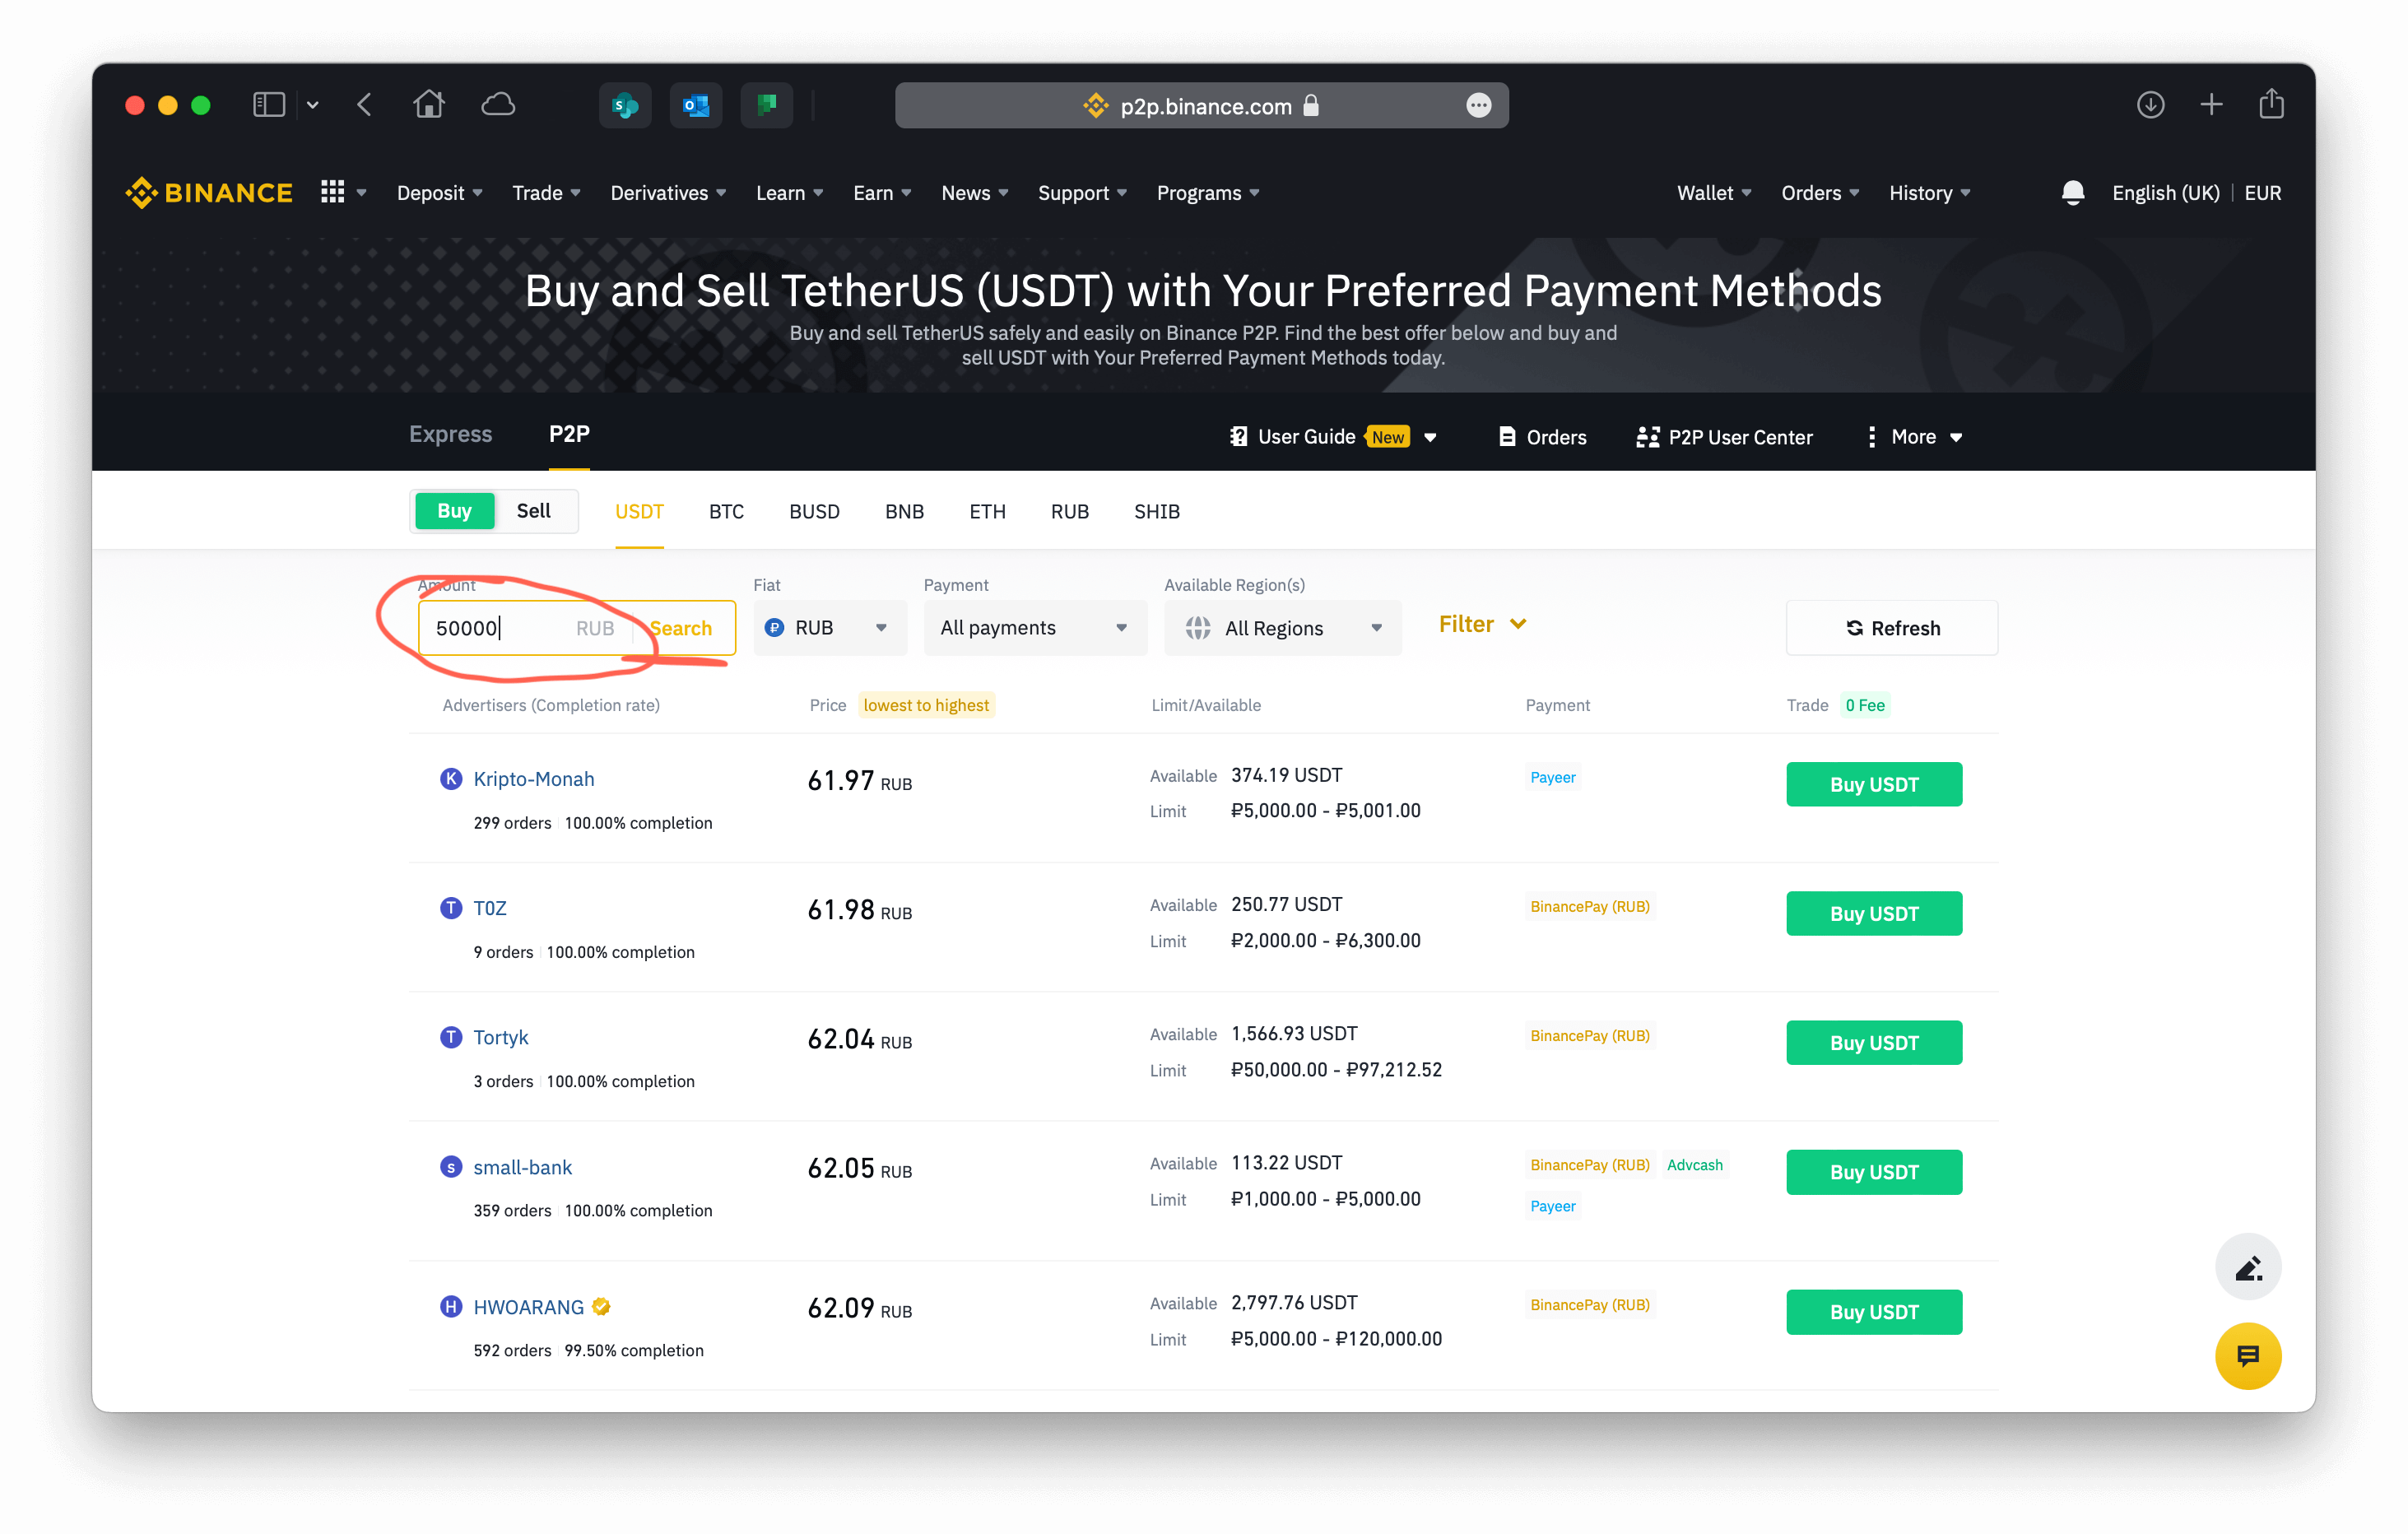 p2p.binance.com
BINANCE Deposit Trade Derivatives Learn Earn News Support Programs Wallet Orders History English (UK) EUR
Buy and Sell TetherUS (USDT) with Your Preferred Payment Methods
Buy and sell TetherUS safely and easily on Binance P2P. Find the best offer below and buy and
sell USDT with Your Preferred Payment Methods today.
Express P2P User Guide New Orders P2P User Center More
Buy Sell USDT BTC BUSD BNB ETH RUB SHIB
Amount Fiat Payment Available Region(s)
50000 RUB Search RUB All payments All Regions Filter Refresh
Advertisers (Completion rate) Price lowest to highest Limit/Available Payment Trade 0 Fee
K Kripto-Monah 61.97 RUB Available 374.19 USDT Payeer Buy USDT
299 orders 100.00% completion Limit ₽5,000.00 - ₽5,001.00
T T0Z 61.98 RUB Available 250.77 USDT BinancePay (RUB) Buy USDT
9 orders 100.00% completion Limit ₽2,000.00 - ₽6,300.00
T Tortyk 62.04 RUB Available 1,566.93 USDT BinancePay (RUB) Buy USDT
3 orders 100.00% completion Limit ₽50,000.00 - ₽97,212.52
s small-bank 62.05 RUB Available 113.22 USDT BinancePay (RUB) Advcash Buy USDT
359 orders 100.00% completion Limit ₽1,000.00 - ₽5,000.00 Payeer
H HWOARANG 62.09 RUB Available 2,797.76 USDT BinancePay (RUB) Buy USDT
592 orders 99.50% completion Limit ₽5,000.00 - ₽120,000.00